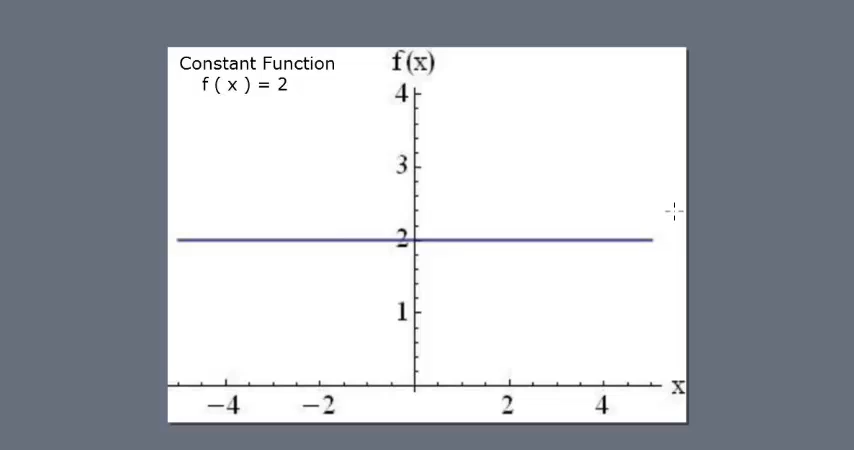 Constant Function
f ( x ) = 2
f(x)
4
3
2
1
−4 −2 2 4 x